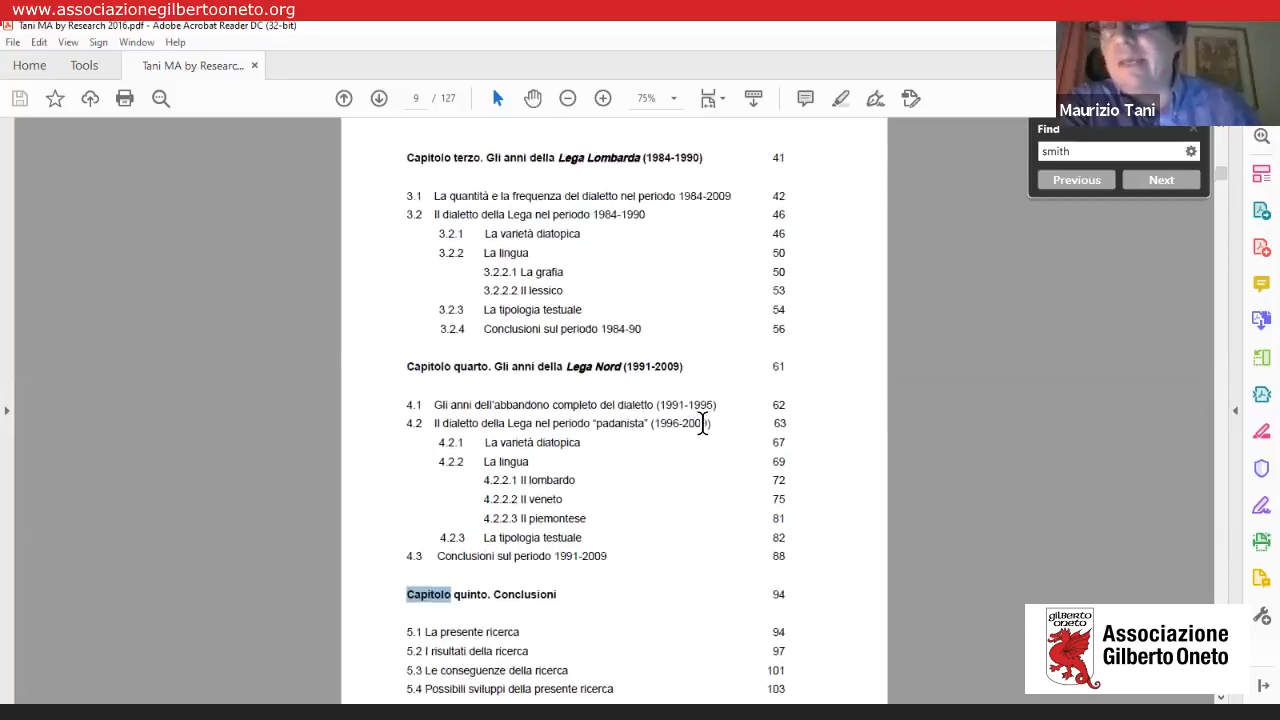 www.associazionegilbertooneto.org
Tani MA by Research 2016.pdf - Adobe Acrobat Reader DC (32-bit)
File Edit View Sign Window Help
Home Tools Tani MA by Researc... ×
9 / 127 75%
Maurizio Tani
Find
smith
Previous Next
Capitolo terzo. Gli anni della Lega Lombarda (1984-1990) 41
3.1 La quantità e la frequenza del dialetto nel periodo 1984-2009 42
3.2 Il dialetto della Lega nel periodo 1984-1990 46
3.2.1 La varietà diatopica 46
3.2.2 La lingua 50
3.2.2.1 La grafia 50
3.2.2.2 Il lessico 53
3.2.3 La tipologia testuale 54
3.2.4 Conclusioni sul periodo 1984-90 56
Capitolo quarto. Gli anni della Lega Nord (1991-2009) 61
4.1 Gli anni dell'abbandono completo del dialetto (1991-1995) 62
4.2 Il dialetto della Lega nel periodo "padanista" (1996-2009) 63
4.2.1 La varietà diatopica 67
4.2.2 La lingua 69
4.2.2.1 Il lombardo 72
4.2.2.2 Il veneto 75
4.2.2.3 Il piemontese 81
4.2.3 La tipologia testuale 82
4.3 Conclusioni sul periodo 1991-2009 88
Capitolo quinto. Conclusioni 94
5.1 La presente ricerca 94
5.2 I risultati della ricerca 97
5.3 Le conseguenze della ricerca 101
5.4 Possibili sviluppi della presente ricerca 103
gilberto
oneto
Associazione
Gilberto Oneto